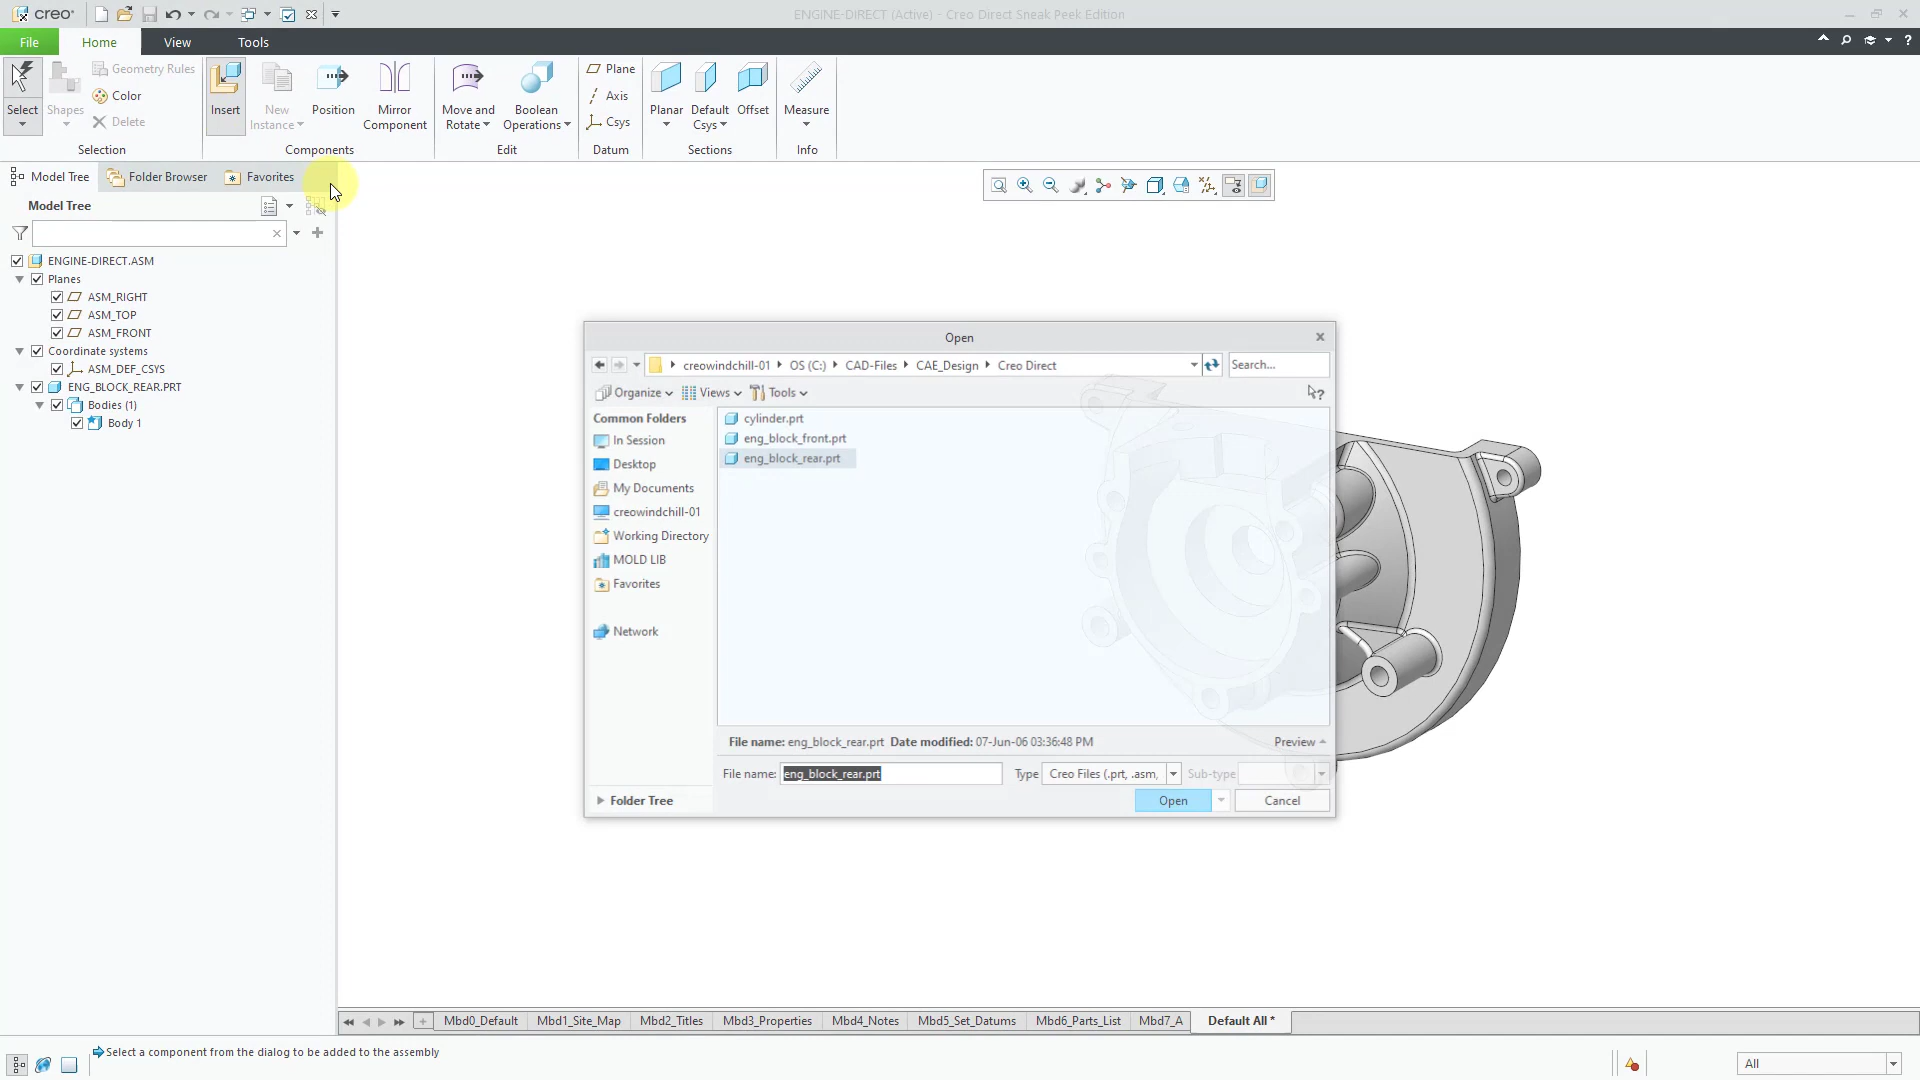 creo
ENGINE-DIRECT (Active) - Creo Direct Sneak Peek Edition
File
Home
View
Tools
?
Select
Shapes
Geometry Rules
Color
Delete
Selection
Insert
New
Instance
Position
Mirror
Component
Components
Move and
Rotate
Boolean
Operations
Edit
Plane
Axis
Csys
Datum
Planar
Default
Csys
Offset
Sections
Measure
Info
Model Tree
Folder Browser
Favorites
Model Tree
ENGINE-DIRECT.ASM
Planes
ASM_RIGHT
ASM_TOP
ASM_FRONT
Coordinate systems
ASM_DEF_CSYS
ENG_BLOCK_REAR.PRT
Bodies (1)
Body 1
Open
creowindchill-01
OS (C:)
CAD-Files
CAE_Design
Creo Direct
Search...
Organize
Views
Tools
Common Folders
In Session
Desktop
My Documents
creowindchill-01
Working Directory
MOLD LIB
Favorites
Network
Folder Tree
cylinder.prt
eng_block_front.prt
eng_block_rear.prt
File name: eng_block_rear.prt Date modified: 07-Jun-06 03:36:48 PM
Preview
File name: eng_block_rear.prt
Type Creo Files (.prt, .asm,
Sub-type
Open
Cancel
Mbd0_Default
Mbd1_Site_Map
Mbd2_Titles
Mbd3_Properties
Mbd4_Notes
Mbd5_Set_Datums
Mbd6_Parts_List
Mbd7_A
Default All *
Select a component from the dialog to be added to the assembly
All